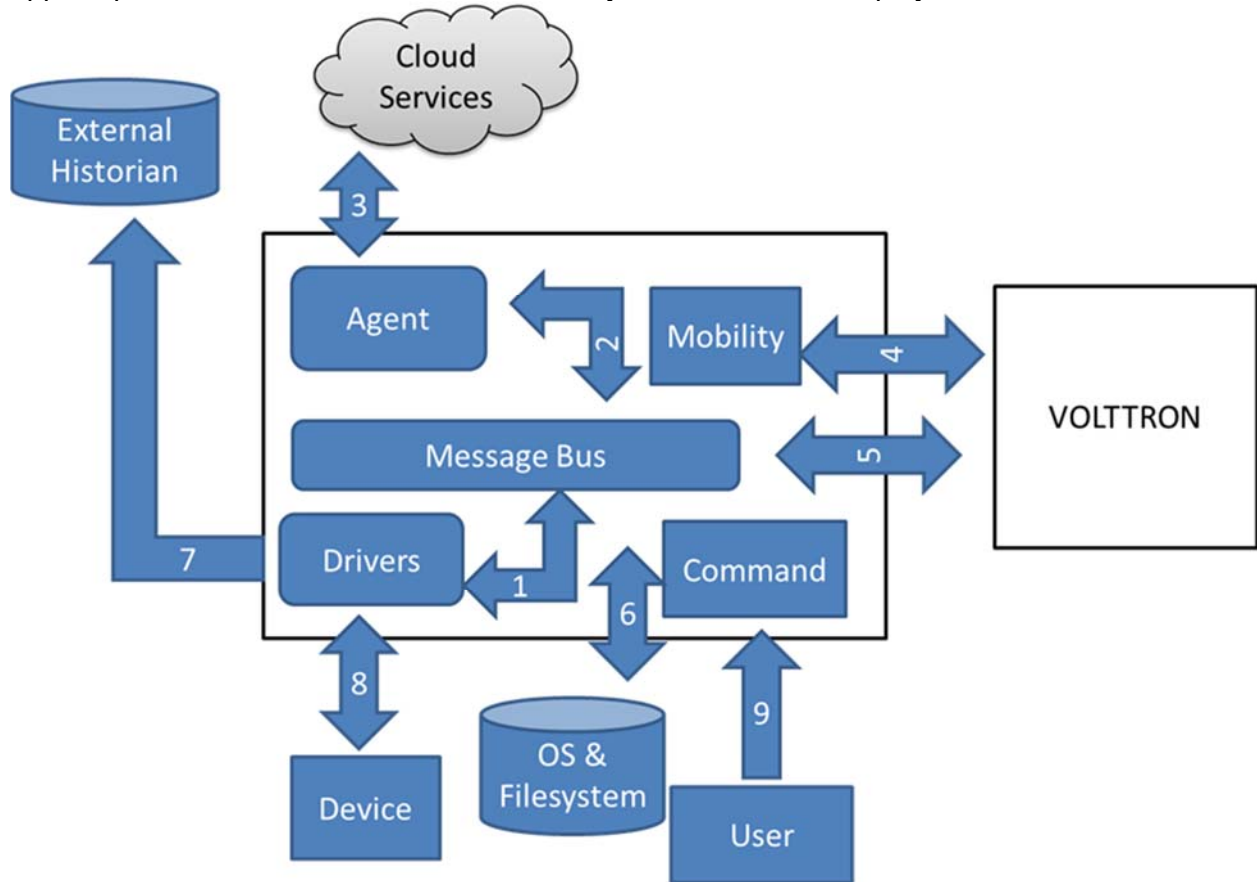 Cloud
Services
External
Historian
3
Agent
2
Mobility
4
VOLTTRON
Message Bus
5
7
Drivers
1
Command
6
8
9
OS &
Filesystem
Device
User